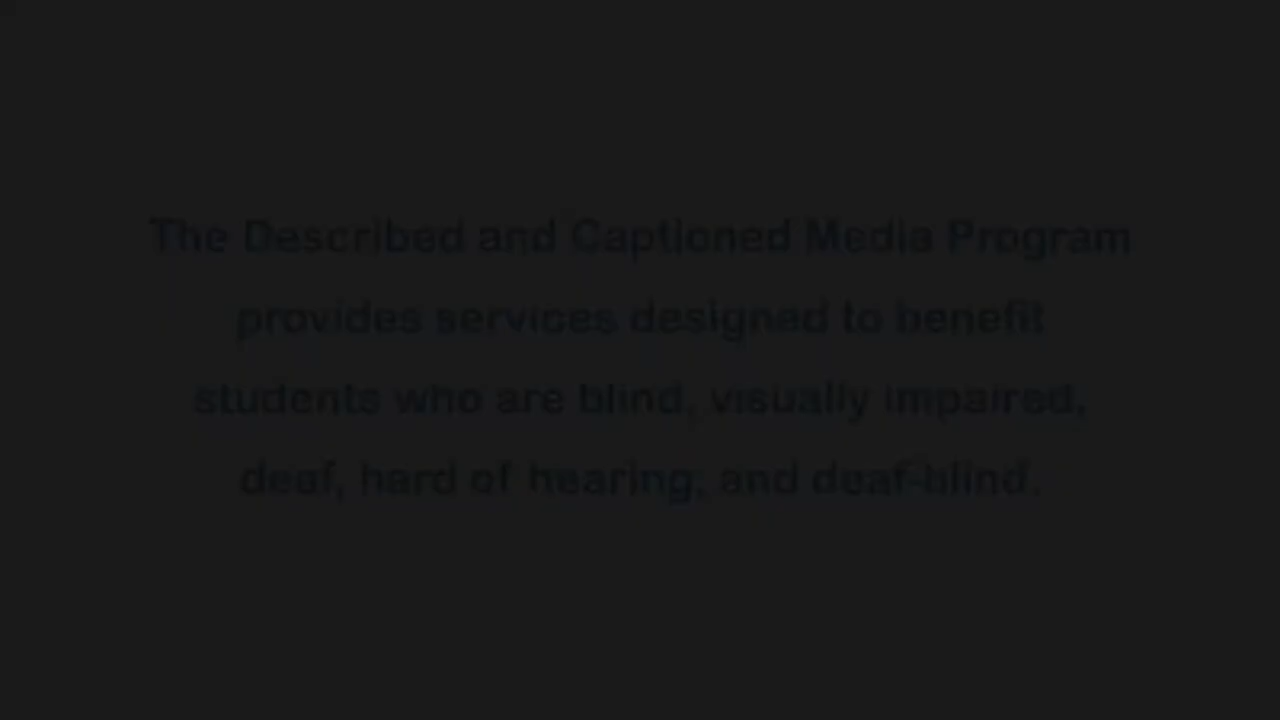 The Described and Captioned Media Program
provides services designed to benefit
students who are blind, visually impaired,
deaf, hard of hearing, and deaf-blind.